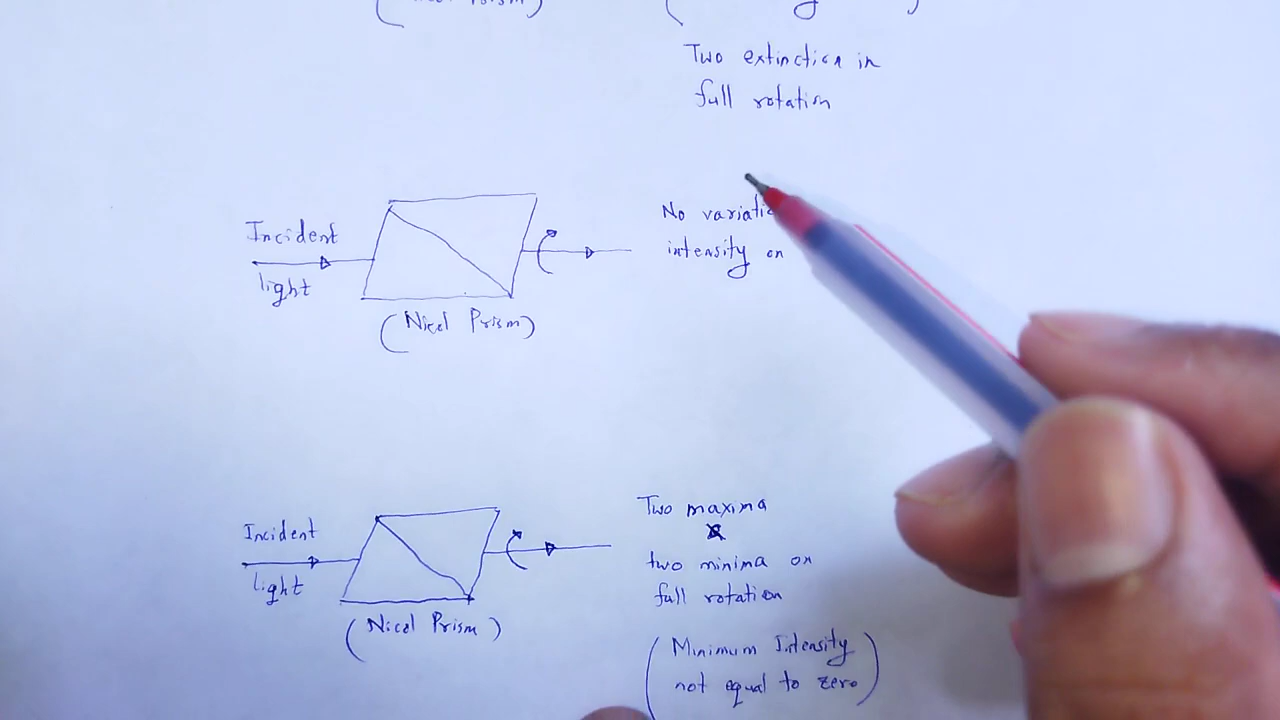 Two extinction in
full rotation
Incident
light
(Nicol Prism)
No
intensity on
Incident
light
(Nicol Prism)
Two maxima
&
two minima on
full rotation
(Minimum Intensity
not equal to zero)